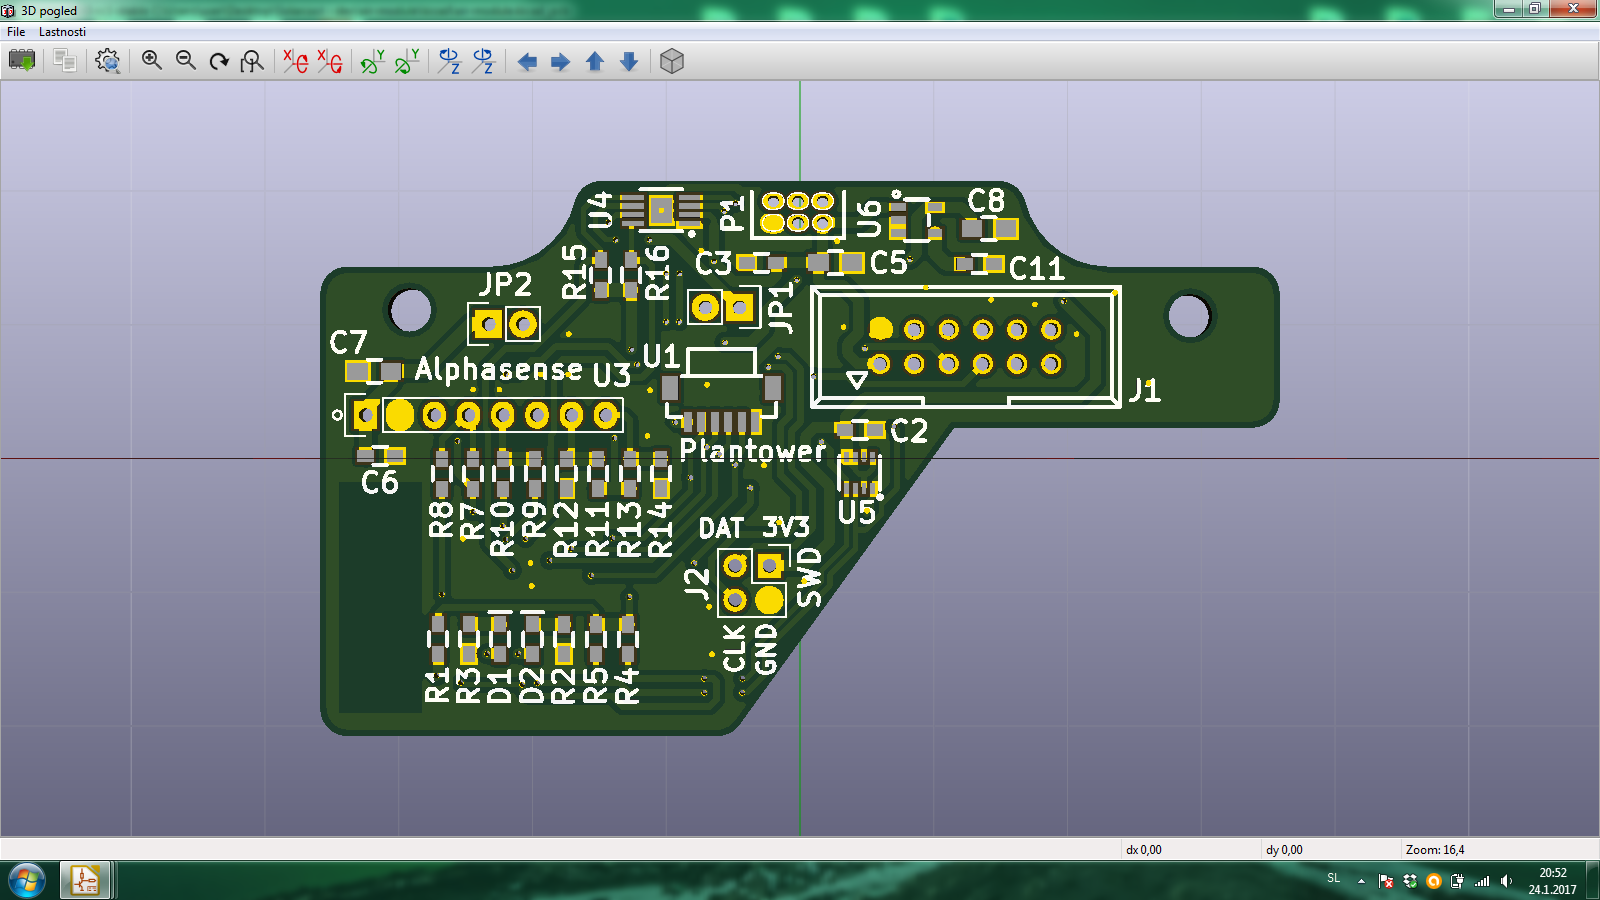 3D pogled
File Lastnosti
U4
P1
U6
C8
R15
R16
C3
C5
C11
JP2
JP1
C7
Alphasense
U3
U1
J1
C6
Plantower
C2
U5
R8
R7
R10
R9
R12
R11
R13
R14
DAT 3V3
J2
SWD
CLK
GND
R1
R3
D1
D2
R2
R5
R4
dx 0,00
dy 0,00
Zoom: 16,4
SL
20:52
24.1.2017